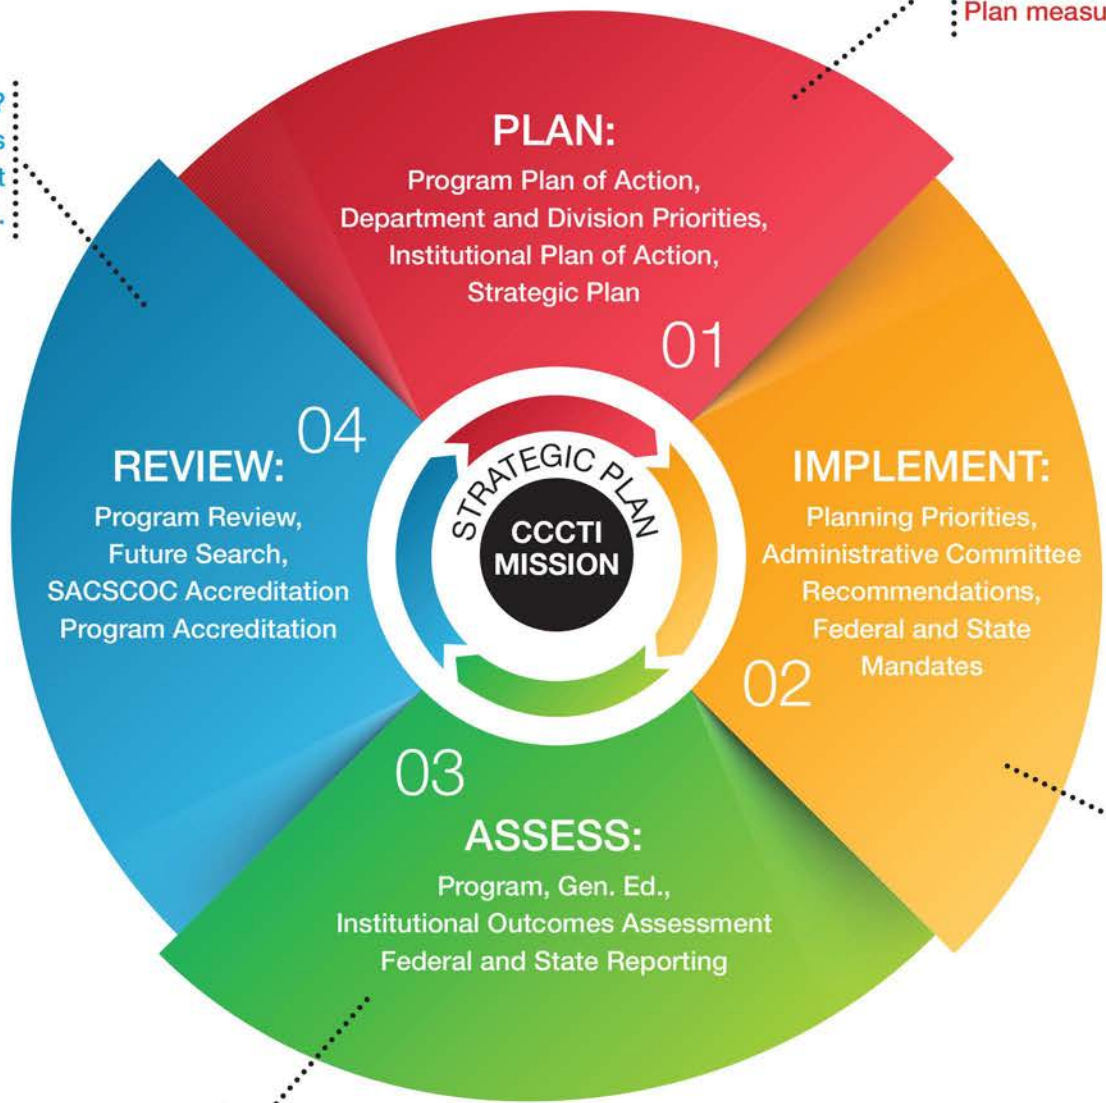 Plan measu
?
s
t
PLAN:
Program Plan of Action,
Department and Division Priorities,
Institutional Plan of Action,
Strategic Plan
01
04
REVIEW:
Program Review,
Future Search,
SACSCOC Accreditation
Program Accreditation
STRATEGIC PLAN
CCCTI
MISSION
IMPLEMENT:
Planning Priorities,
Administrative Committee
Recommendations,
Federal and State
Mandates
02
03
ASSESS:
Program, Gen. Ed.,
Institutional Outcomes Assessment
Federal and State Reporting